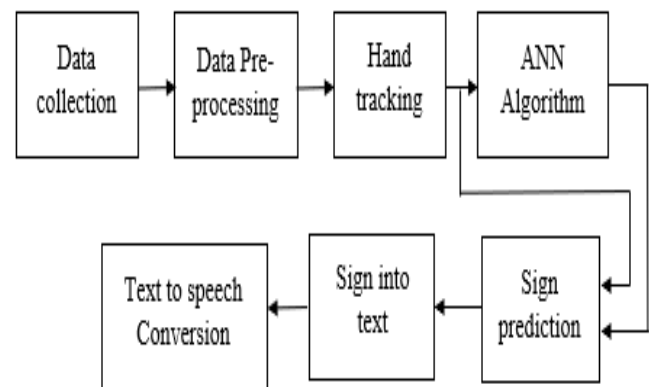 Data
collection
Data Pre-
processing
Hand
tracking
ANN
Algorithm
Text to speech
Conversion
Sign into
text
Sign
prediction